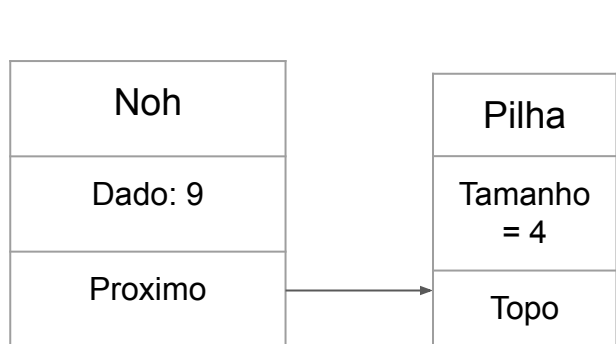 Noh
Dado: 9
Proximo
Pilha
Tamanho
= 4
Topo